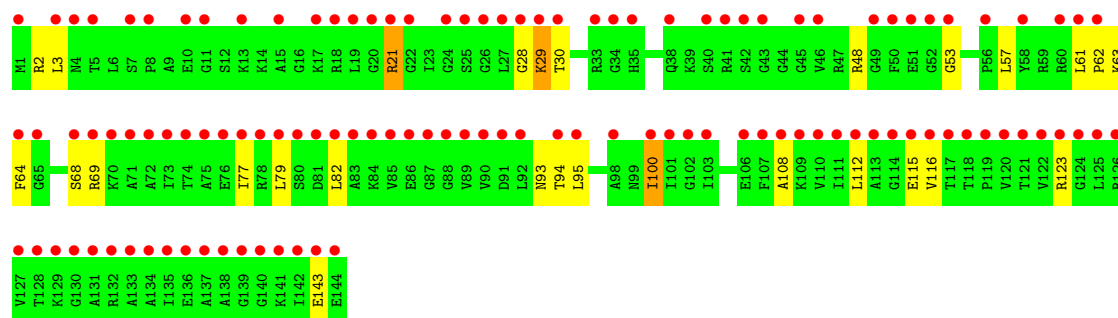 M1 R2 L3 N4 T5 L6 S7 P8 A9 E10 G11 S12 K13 K14 A15 G16 K17 R18 L19 G20 R21 G22 I23 G24 S25 G26 L27 G28 K29 T30 R33 G34 H35 Q38 K39 S40 R41 S42 G43 G44 G45 V46 R47 R48 G49 F50 E51 G52 G53 P56 L57 Y58 R59 R60 L61 P62 K63
F64 G65 S68 R69 K70 A71 A72 I73 T74 A75 E76 I77 R78 L79 S80 D81 L82 A83 K84 V85 E86 G87 G88 V89 V90 D91 L92 N93 T94 L95 A98 N99 I100 I101 G102 I103 E106 F107 A108 K109 V110 I111 L112 A113 G114 E115 V116 T117 T118 P119 V120 T121 V122 R123 G124 L125 R126
V127 T128 K129 G130 A131 R132 A133 A134 I135 E136 A137 A138 G139 G140 K141 I142 E143 E144